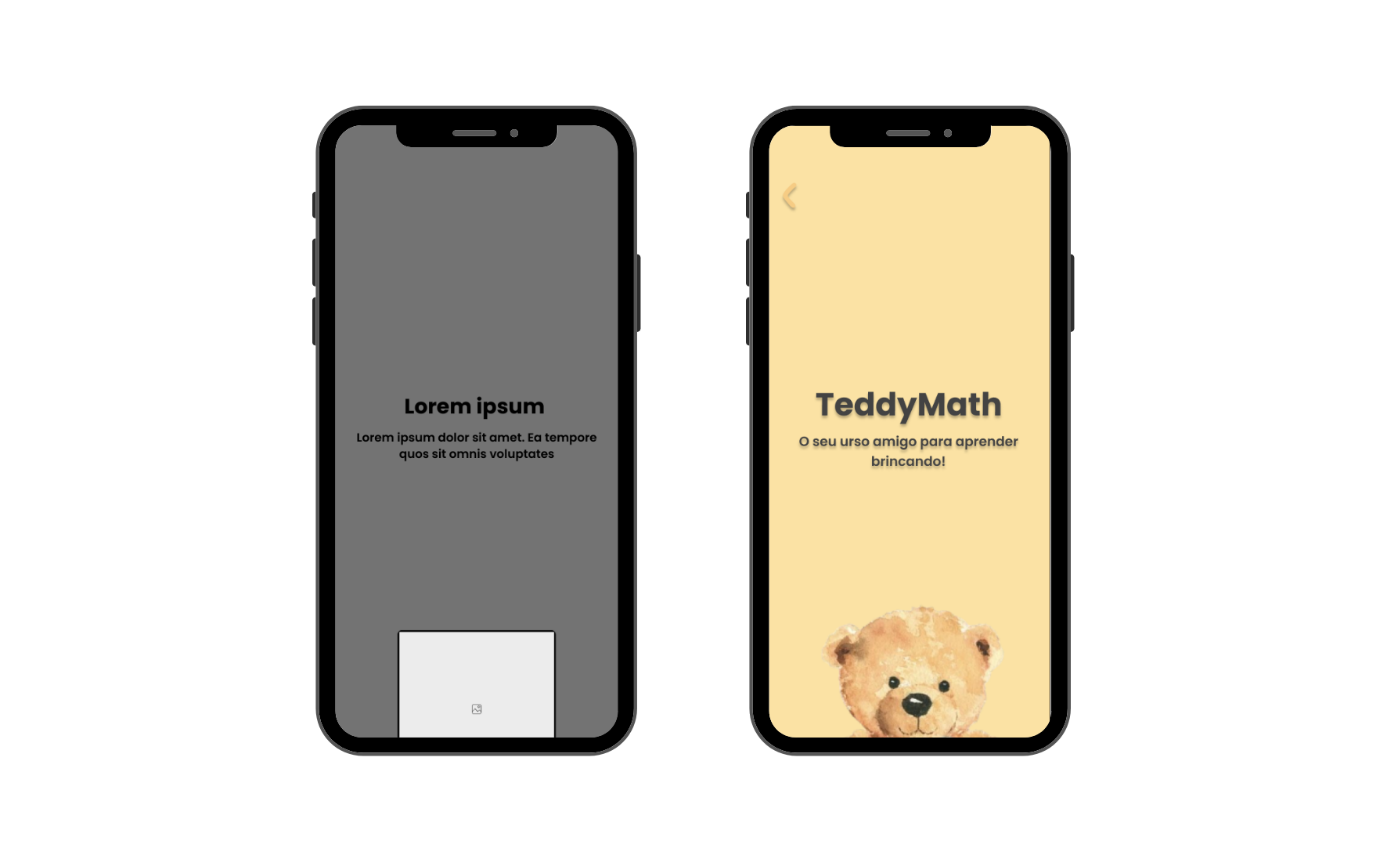 Lorem ipsum
Lorem ipsum dolor sit amet. Ea tempore
quos sit omnis voluptates
TeddyMath
O seu urso amigo para aprender
brincando!